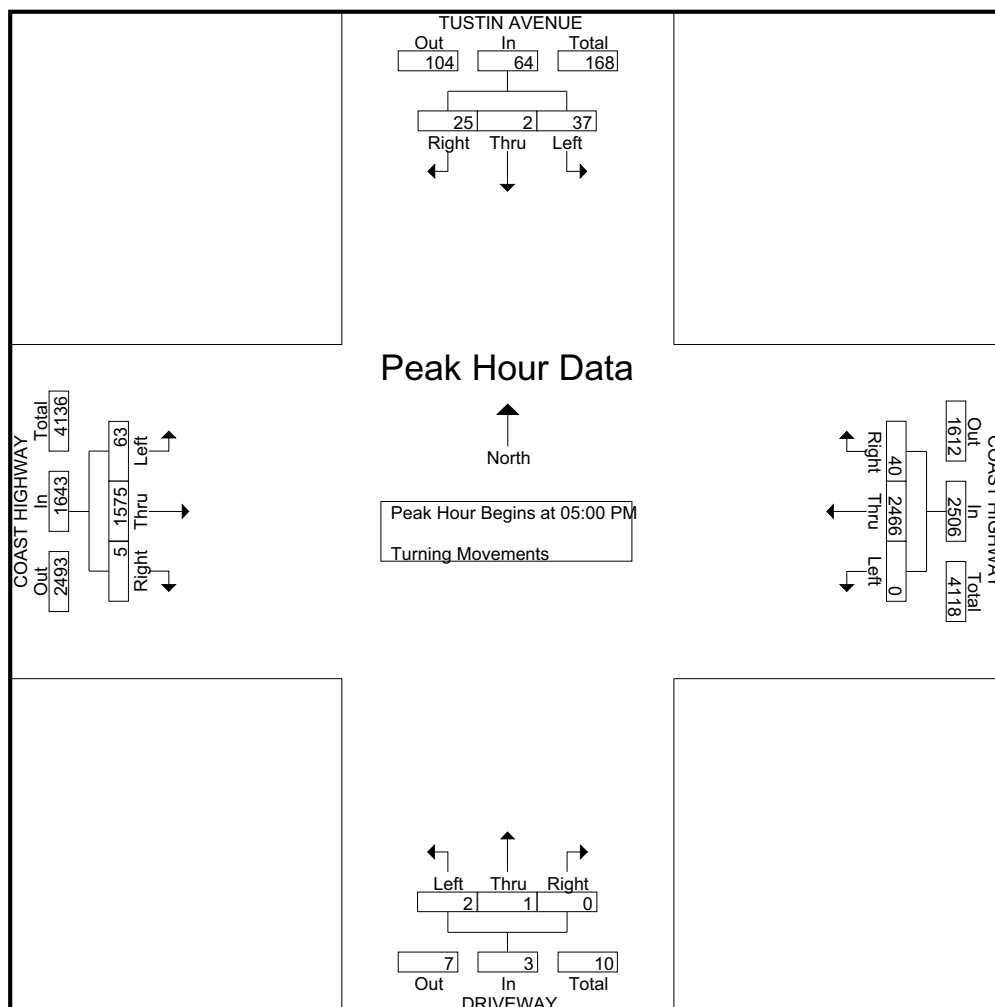 TUSTIN AVENUE
Out In Total
104 64 168
25 2 37
Right Thru Left
Peak Hour Data
North
Peak Hour Begins at 05:00 PM
Turning Movements
COAST HIGHWAY
Total In Out
4136 1643 2493
63 1575 5
Left Thru Right
Right Thru Left
40 2466 0
1612 2506 4118
Out In Total
COAST HIGHWAY
Left Thru Right
2 1 0
7 3 10
Out In Total
DRIVEWAY